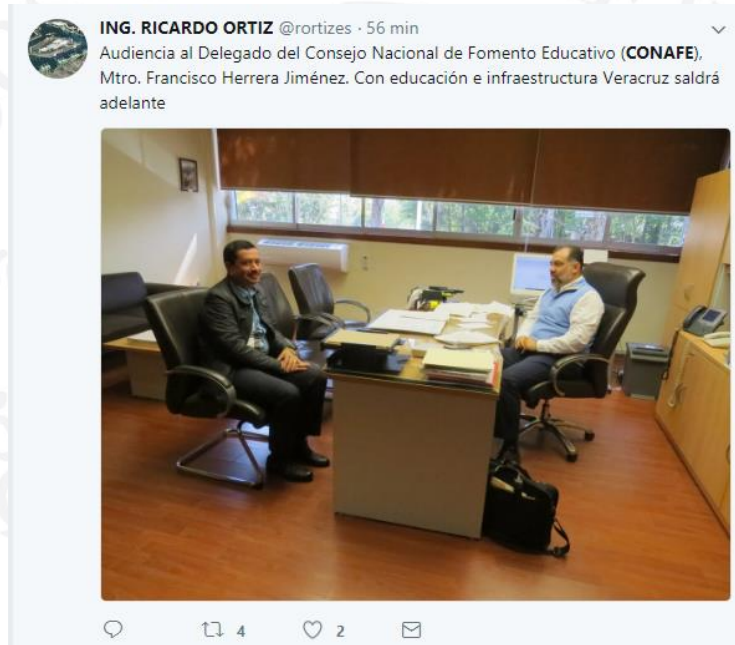 ING. RICARDO ORTIZ @rortizes · 56 min
Audiencia al Delegado del Consejo Nacional de Fomento Educativo (CONAFE),
Mtro. Francisco Herrera Jiménez. Con educación e infraestructura Veracruz saldrá
adelante
4 2